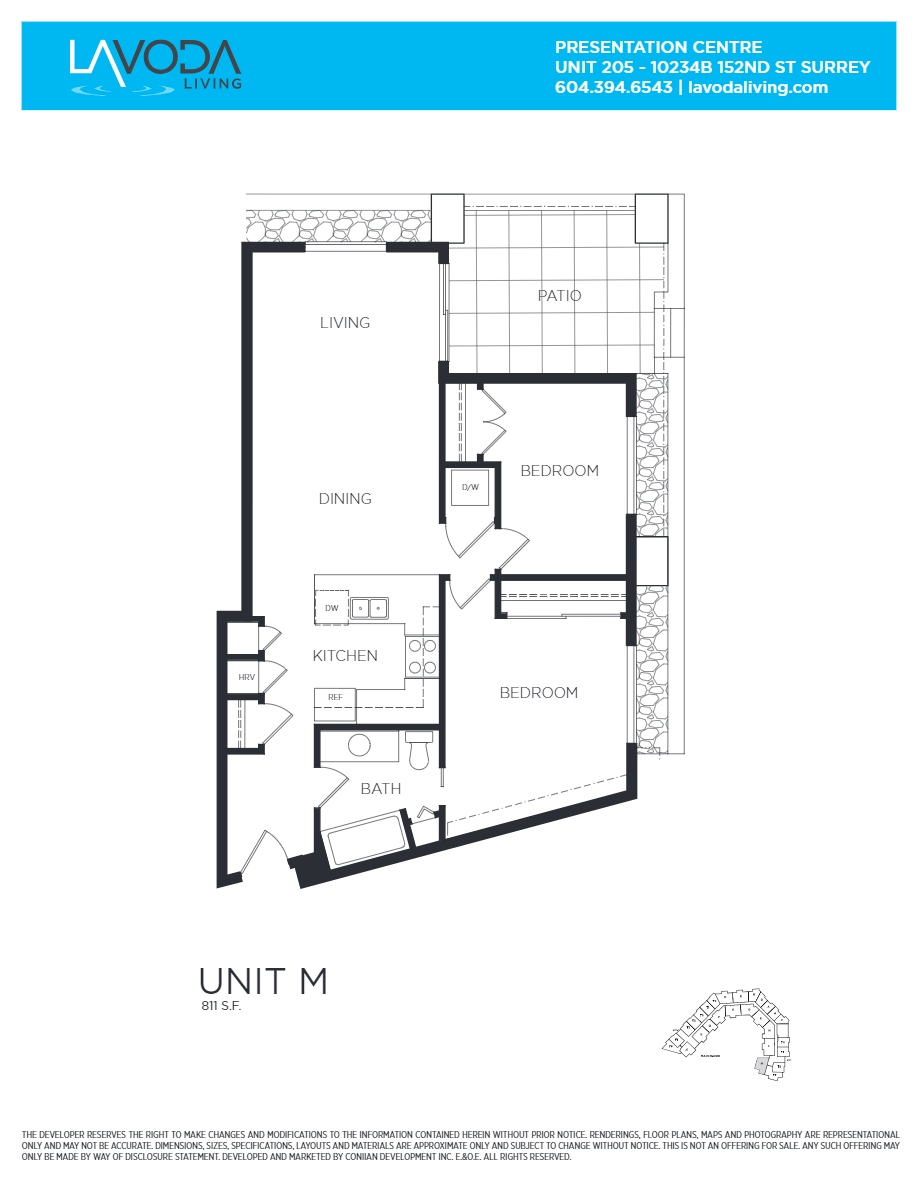 LAVODA
LIVING
PRESENTATION CENTRE
UNIT 205 - 10234B 152ND ST SURREY
604.394.6543 | lavodaliving.com
PATIO
LIVING
BEDROOM
D/W
DINING
DW
KITCHEN
HRV
REF
BEDROOM
BATH
UNIT M
811 S.F.
THE DEVELOPER RESERVES THE RIGHT TO MAKE CHANGES AND MODIFICATIONS TO THE INFORMATION CONTAINED HEREIN WITHOUT PRIOR NOTICE. RENDERINGS, FLOOR PLANS, MAPS AND PHOTOGRAPHY ARE REPRESENTATIONAL
ONLY AND MAY NOT BE ACCURATE. DIMENSIONS, SIZES, SPECIFICATIONS, LAYOUTS AND MATERIALS ARE APPROXIMATE ONLY AND SUBJECT TO CHANGE WITHOUT NOTICE. THIS IS NOT AN OFFERING FOR SALE. ANY SUCH OFFERING MAY
ONLY BE MADE BY WAY OF DISCLOSURE STATEMENT. DEVELOPED AND MARKETED BY CONIIAN DEVELOPMENT INC. E.&O.E. ALL RIGHTS RESERVED.